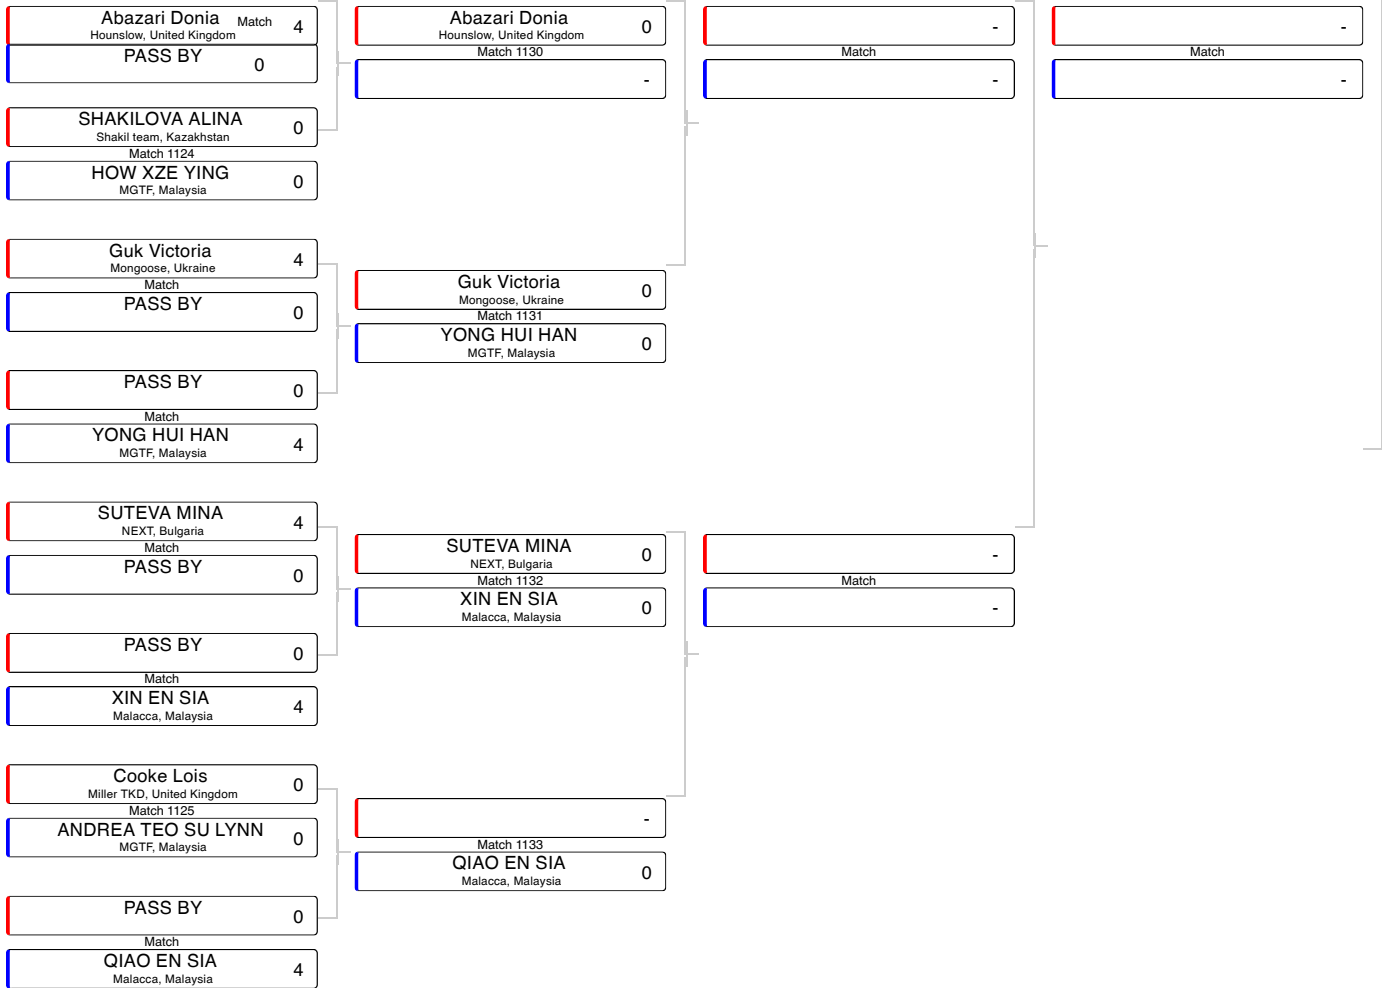 Abazari Donia
Hounslow, United Kingdom
Match
4
PASS BY
0
SHAKILOVA ALINA
Shakil team, Kazakhstan
0
Match 1124
HOW XZE YING
MGTF, Malaysia
0
Guk Victoria
Mongoose, Ukraine
4
Match
PASS BY
0
PASS BY
0
Match
YONG HUI HAN
MGTF, Malaysia
4
SUTEVA MINA
NEXT, Bulgaria
4
Match
PASS BY
0
PASS BY
0
Match
XIN EN SIA
Malacca, Malaysia
4
Cooke Lois
Miller TKD, United Kingdom
0
Match 1125
ANDREA TEO SU LYNN
MGTF, Malaysia
0
PASS BY
0
Match
QIAO EN SIA
Malacca, Malaysia
4
Abazari Donia
Hounslow, United Kingdom
0
Match 1130
-
Guk Victoria
Mongoose, Ukraine
0
Match 1131
YONG HUI HAN
MGTF, Malaysia
0
SUTEVA MINA
NEXT, Bulgaria
0
Match 1132
XIN EN SIA
Malacca, Malaysia
0
-
Match 1133
QIAO EN SIA
Malacca, Malaysia
0
-
Match
-
-
Match
-
-
Match
-